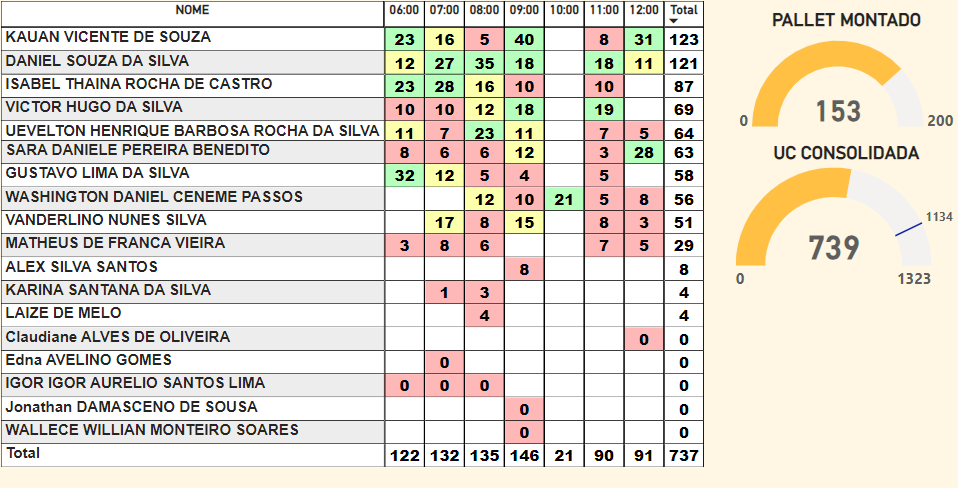 NOME 06:00 07:00 08:00 09:00 10:00 11:00 12:00 Total
KAUAN VICENTE DE SOUZA 23 16 5 40 8 31 123
DANIEL SOUZA DA SILVA 12 27 35 18 18 11 121
ISABEL THAINA ROCHA DE CASTRO 23 28 16 10 10 87
VICTOR HUGO DA SILVA 10 10 12 18 19 69
UEVELTON HENRIQUE BARBOSA ROCHA DA SILVA 11 7 23 11 7 5 64
SARA DANIELE PEREIRA BENEDITO 8 6 6 12 3 28 63
GUSTAVO LIMA DA SILVA 32 12 5 4 5 58
WASHINGTON DANIEL CENEME PASSOS 12 10 21 5 8 56
VANDERLINO NUNES SILVA 17 8 15 8 3 51
MATHEUS DE FRANCA VIEIRA 3 8 6 7 5 29
ALEX SILVA SANTOS 8 8
KARINA SANTANA DA SILVA 1 3 4
LAIZE DE MELO 4 4
Claudiane ALVES DE OLIVEIRA 0 0
Edna AVELINO GOMES 0 0
IGOR IGOR AURELIO SANTOS LIMA 0 0 0 0
Jonathan DAMASCENO DE SOUSA 0 0
WALLECE WILLIAN MONTEIRO SOARES 0 0
Total 122 132 135 146 21 90 91 737
PALLET MONTADO
153
0 200
UC CONSOLIDADA
1134
739
0 1323